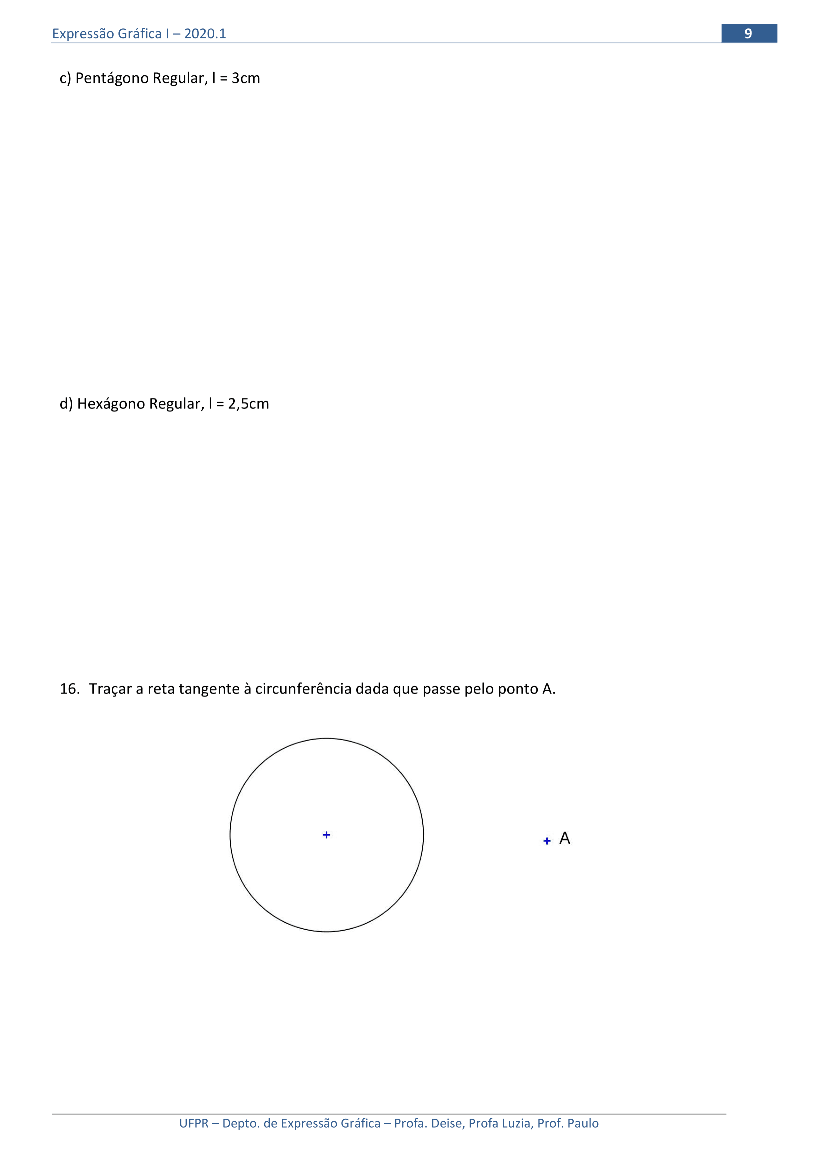 Expressão Gráfica I – 2020.1
9
c) Pentágono Regular, l = 3cm
d) Hexágono Regular, l = 2,5cm
16. Traçar a reta tangente à circunferência dada que passe pelo ponto A.
A
UFPR – Depto. de Expressão Gráfica – Profa. Deise, Profa Luzia, Prof. Paulo